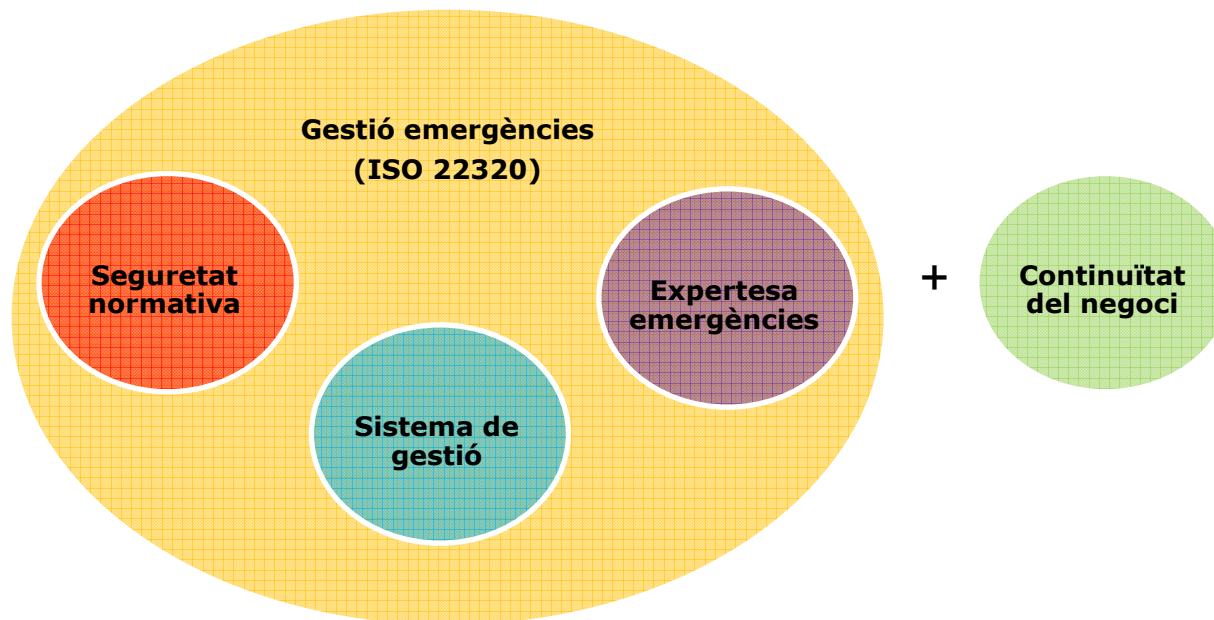 Gestió emergències
(ISO 22320)
Seguretat
normativa
Sistema de
gestió
Expertesa
emergències
+
Continuïtat
del negoci